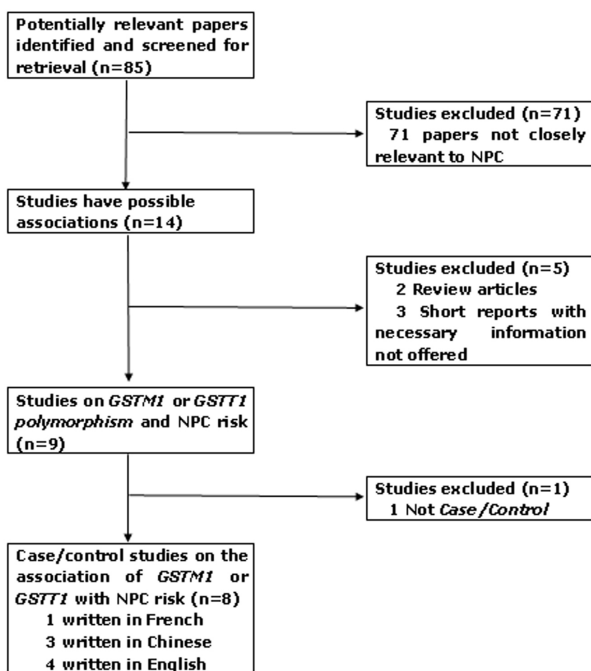 Potentially relevant papers
identified and screened for
retrieval (n=85)
Studies excluded (n=71)
71 papers not closely
relevant to NPC
Studies have possible
associations (n=14)
Studies excluded (n=5)
2 Review articles
3 Short reports with
necessary information
not offered
Studies on GSTM1 or GSTT1
polymorphism and NPC risk
(n=9)
Studies excluded (n=1)
1 Not Case/Control
Case/control studies on the
association of GSTM1 or
GSTT1 with NPC risk (n=8)
1 written in French
3 written in Chinese
4 written in English